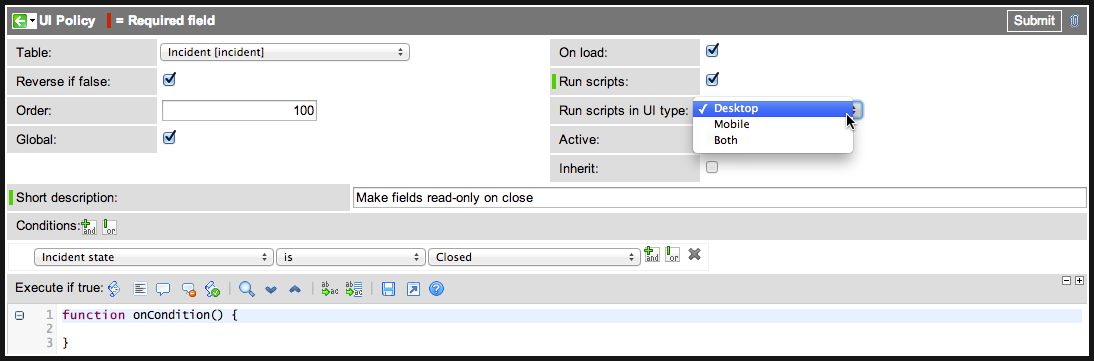 UI Policy = Required field Submit
Table: Incident [incident] On load:
Reverse if false: Run scripts:
Order: 100 Run scripts in UI type: Desktop
Mobile
Global: Active: Both
Inherit:
Short description: Make fields read-only on close
Conditions: and or
Incident state is Closed and or
Execute if true:
1 function onCondition() {
2
3 }